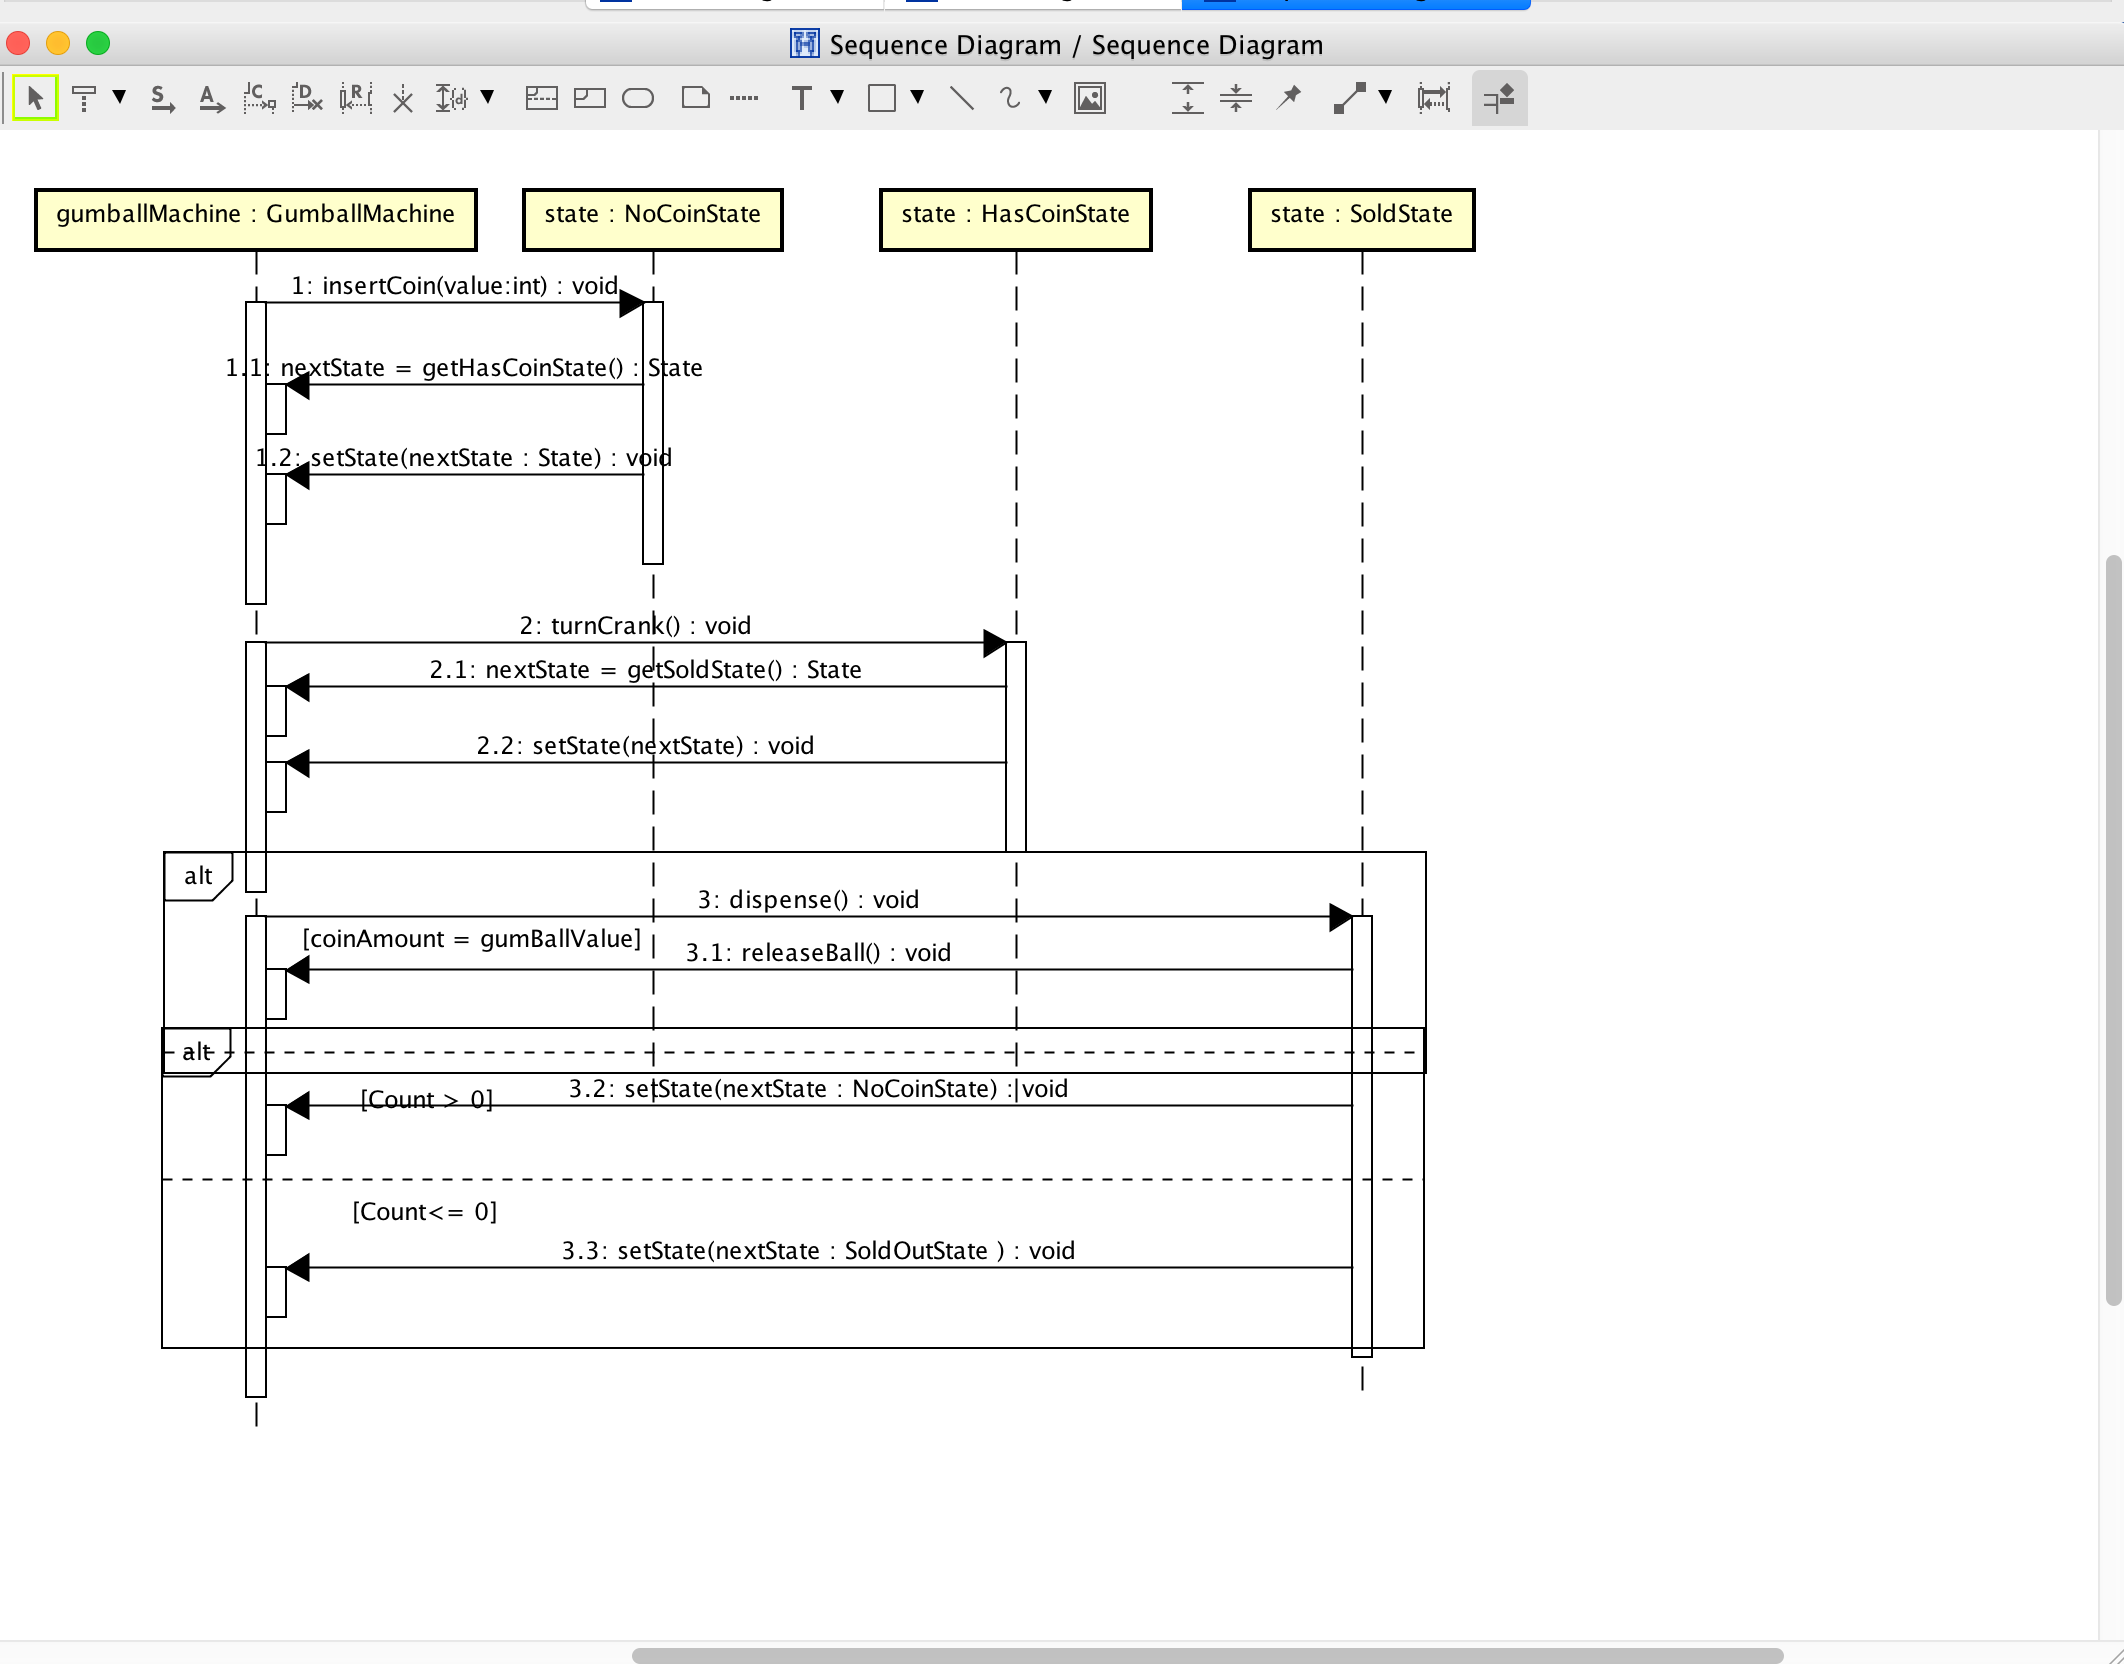 Sequence Diagram / Sequence Diagram
gumballMachine : GumballMachine
state : NoCoinState
state : HasCoinState
state : SoldState
1: insertCoin(value:int) : void
1.1: nextState = getHasCoinState() : State
1.2: setState(nextState : State) : void
2: turnCrank() : void
2.1: nextState = getSoldState() : State
2.2: setState(nextState) : void
alt
3: dispense() : void
[coinAmount = gumBallValue]
3.1: releaseBall() : void
alt
3.2: setState(nextState : NoCoinState) : void
[Count > 0]
[Count<= 0]
3.3: setState(nextState : SoldOutState ) : void